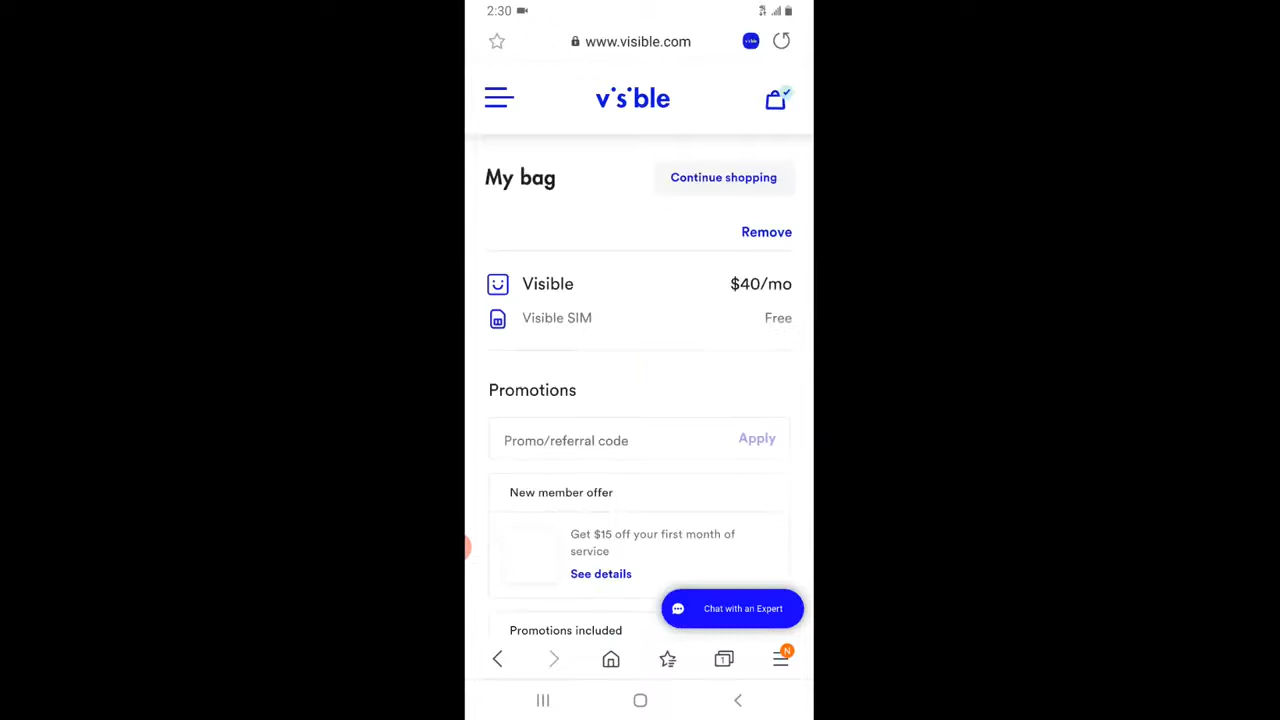 2:30
www.visible.com
visible
My bag
Continue shopping
Remove
Visible
$40/mo
Visible SIM
Free
Promotions
Promo/referral code
Apply
New member offer
Get $15 off your first month of
service
See details
Chat with an Expert
Promotions included
1
N